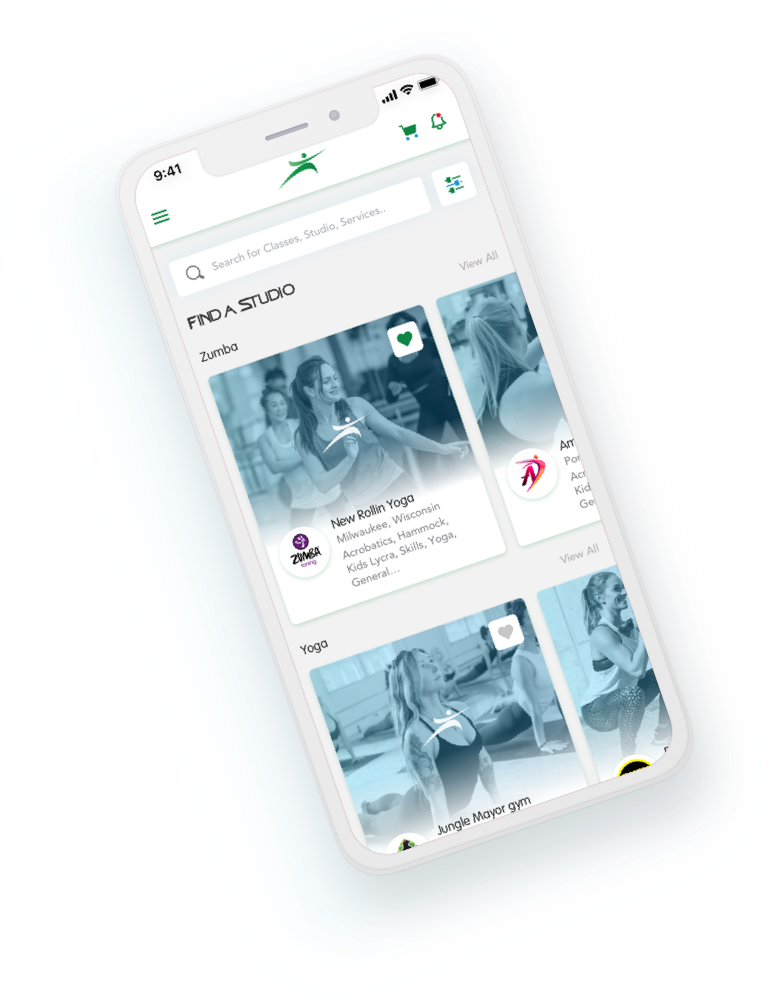 9:41
Search for Classes, Studio, Services..
FIND A STUDIO
View All
Zumba
New Rollin Yoga
Milwaukee, Wisconsin
Acrobatics, Hammock,
Kids Lycra, Skills, Yoga,
General...
ZUMBA
toning
Am
Por
Acr
Kid
Ge
View All
Yoga
Jungle Mayor gym